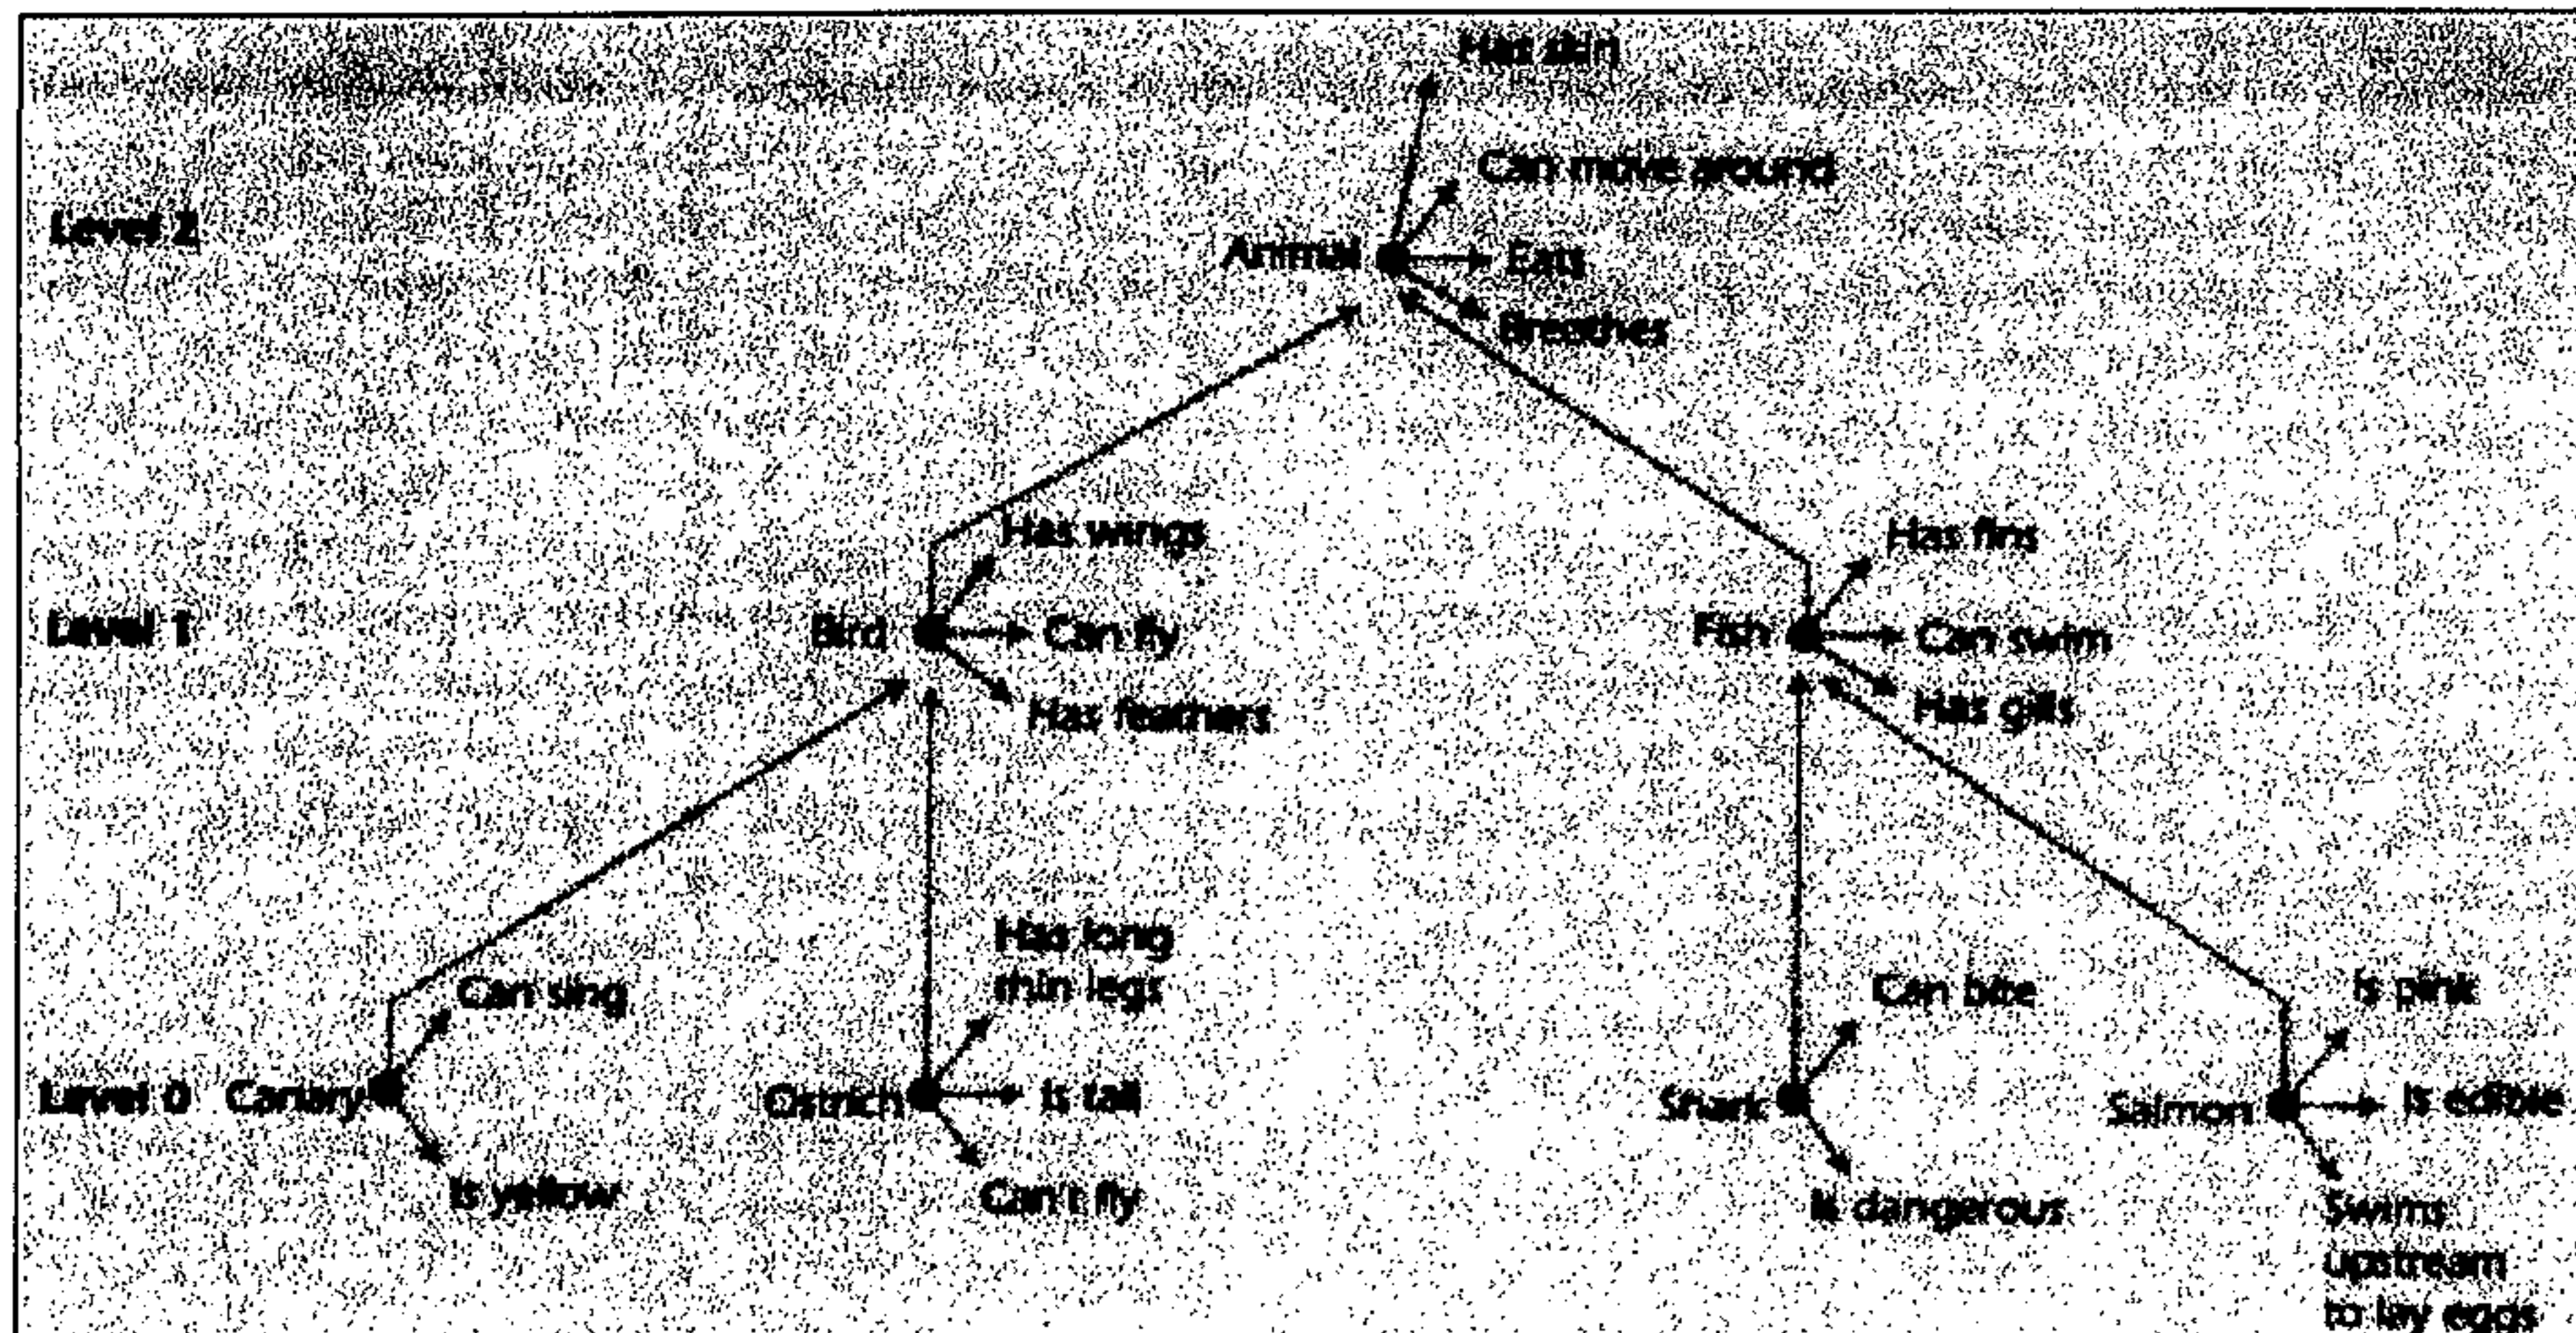 Has skin
Can move around
Level 2
Animal
Eats
Breathes
Has wings
Has fins
Level 1
Bird
Can fly
Fish
Can swim
Has feathers
Has gills
Has long
thin legs
Can sing
Can bite
Is pink
Level 0
Canary
Ostrich
Is tall
Shark
Salmon
Is edible
Is yellow
Can't fly
Is dangerous
Swims
upstream
to lay eggs